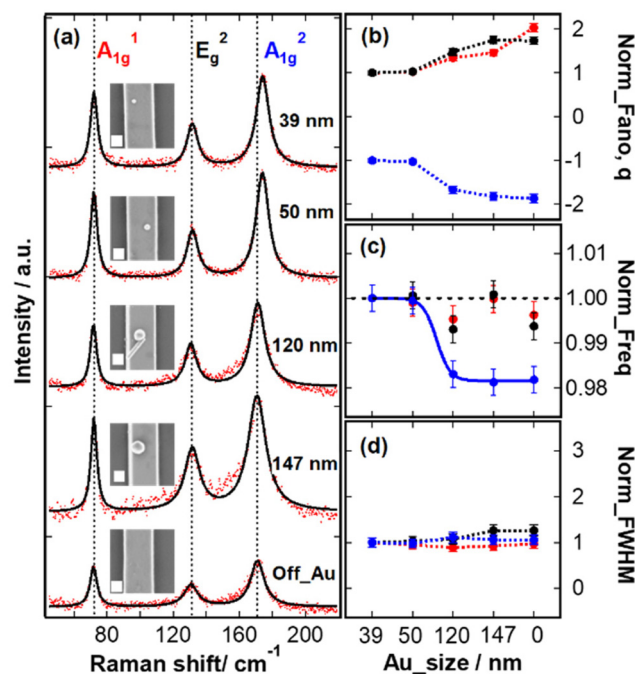 (a)
A1g1
Eg2
A1g2
39 nm
50 nm
120 nm
147 nm
Off_Au
Intensity / a.u.
80 120 160 200
Raman shift/ cm-1
(b)
2
1
0
-1
-2
Norm_Fano, q
(c)
1.01
1.00
0.99
0.98
Norm_Freq
(d)
3
2
1
0
Norm_FWHM
39 50 120 147 0
Au_size / nm